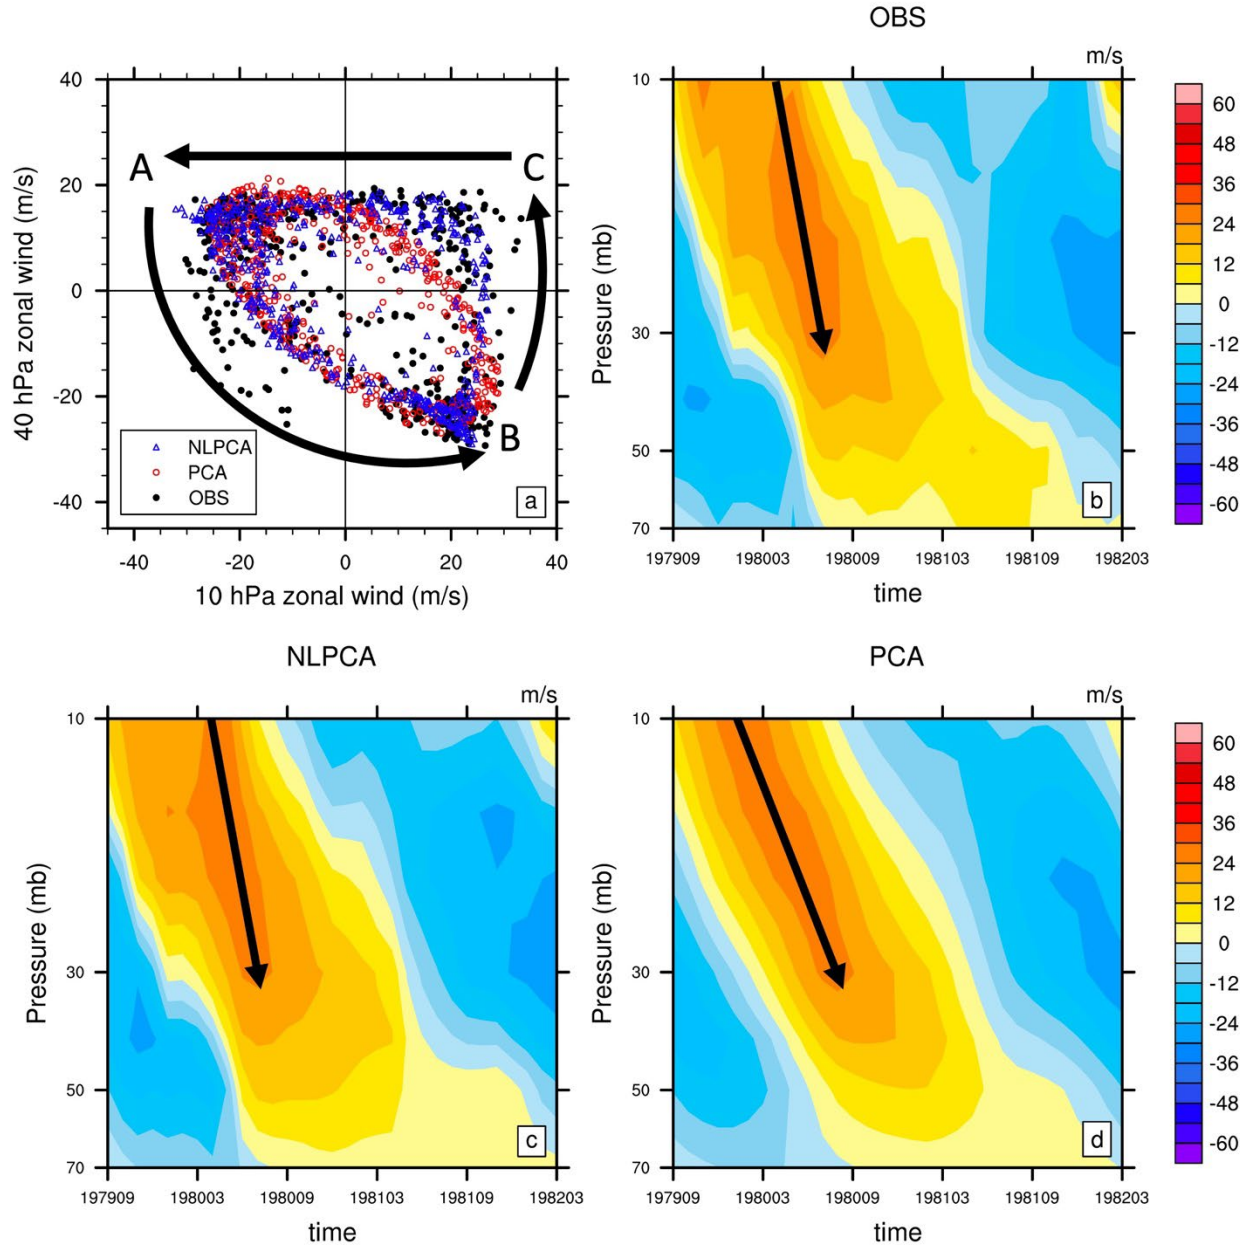 OBS
m/s
40
20
0
-20
-40
40 hPa zonal wind (m/s)
A
C
B
NLPCA
PCA
OBS
a
-40
-20
0
20
40
10 hPa zonal wind (m/s)
10
30
50
70
Pressure (mb)
b
197909
198003
198009
198103
198109
198203
time
60
48
36
24
12
0
-12
-24
-36
-48
-60
NLPCA
m/s
10
30
50
70
Pressure (mb)
c
197909
198003
198009
198103
198109
198203
time
PCA
m/s
10
30
50
70
Pressure (mb)
d
197909
198003
198009
198103
198109
198203
time
60
48
36
24
12
0
-12
-24
-36
-48
-60